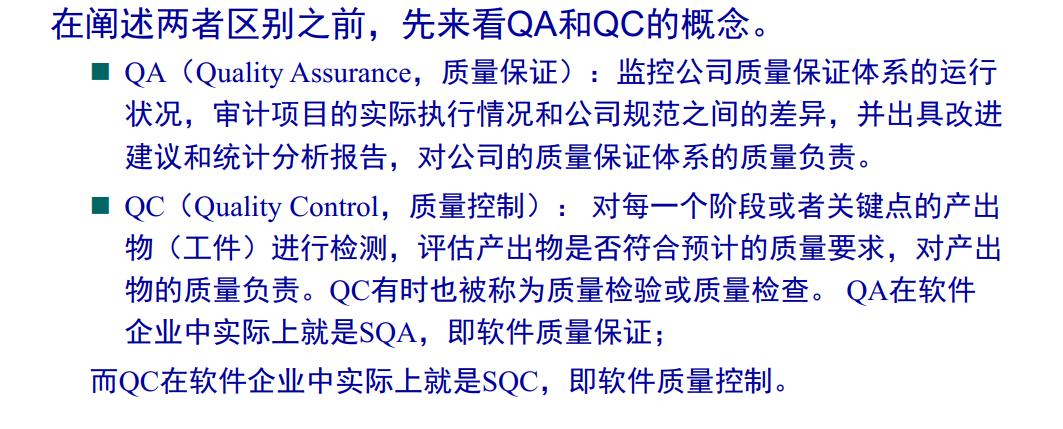 在阐述两者区别之前，先来看QA和QC的概念。
QA（Quality Assurance，质量保证）：监控公司质量保证体系的运行
状况，审计项目的实际执行情况和公司规范之间的差异，并出具改进
建议和统计分析报告，对公司的质量保证体系的质量负责。
QC（Quality Control，质量控制）： 对每一个阶段或者关键点的产出
物（工件）进行检测，评估产出物是否符合预计的质量要求，对产出
物的质量负责。QC有时也被称为质量检验或质量检查。 QA在软件
企业中实际上就是SQA，即软件质量保证；
而QC在软件企业中实际上就是SQC，即软件质量控制。